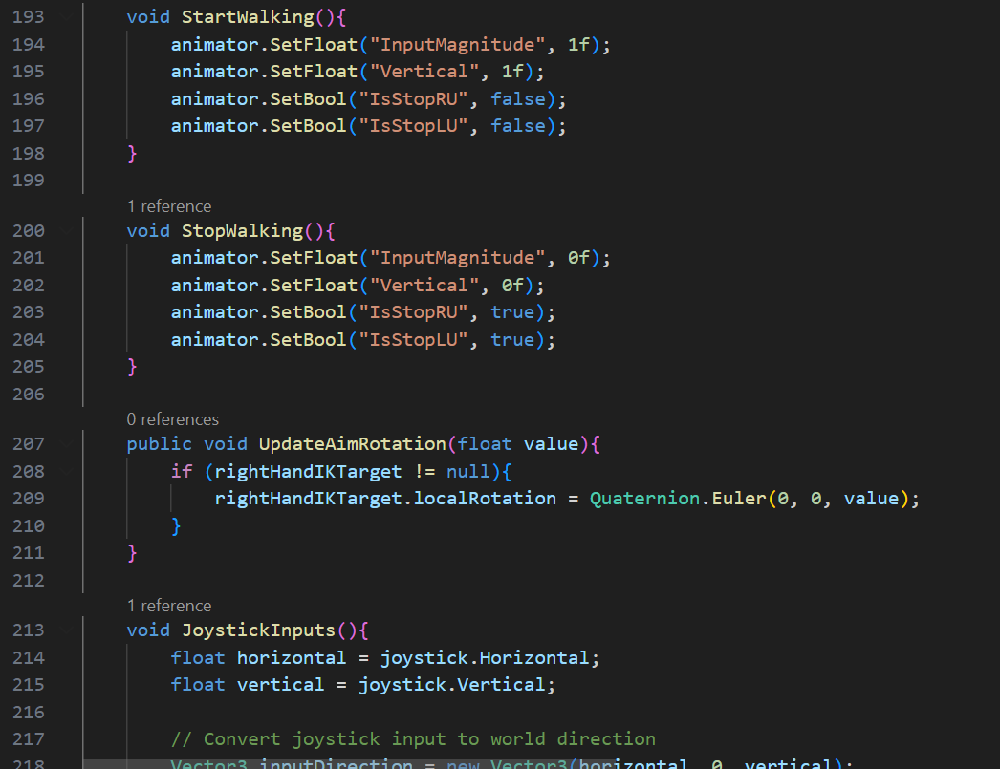 193 void StartWalking(){
194 animator.SetFloat("InputMagnitude", 1f);
195 animator.SetFloat("Vertical", 1f);
196 animator.SetBool("IsStopRU", false);
197 animator.SetBool("IsStopLU", false);
198 }
199
1 reference
200 void StopWalking(){
201 animator.SetFloat("InputMagnitude", 0f);
202 animator.SetFloat("Vertical", 0f);
203 animator.SetBool("IsStopRU", true);
204 animator.SetBool("IsStopLU", true);
205 }
206
0 references
207 public void UpdateAimRotation(float value){
208 if (rightHandIKTarget != null){
209 rightHandIKTarget.localRotation = Quaternion.Euler(0, 0, value);
210 }
211 }
212
1 reference
213 void JoystickInputs(){
214 float horizontal = joystick.Horizontal;
215 float vertical = joystick.Vertical;
216
217 // Convert joystick input to world direction
218 Vector3 inputDirection = new Vector3(horizontal, 0, vertical);